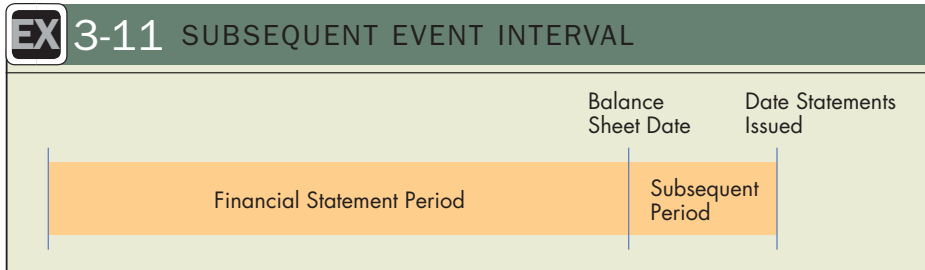 EX 3-11 SUBSEQUENT EVENT INTERVAL
Balance
Sheet Date
Date Statements
Issued
Financial Statement Period
Subsequent
Period